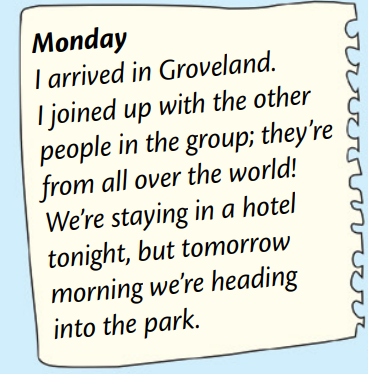 Monday
I arrived in Groveland.
I joined up with the other
people in the group; they're
from all over the world!
We're staying in a hotel
tonight, but tomorrow
morning we're heading
into the park.